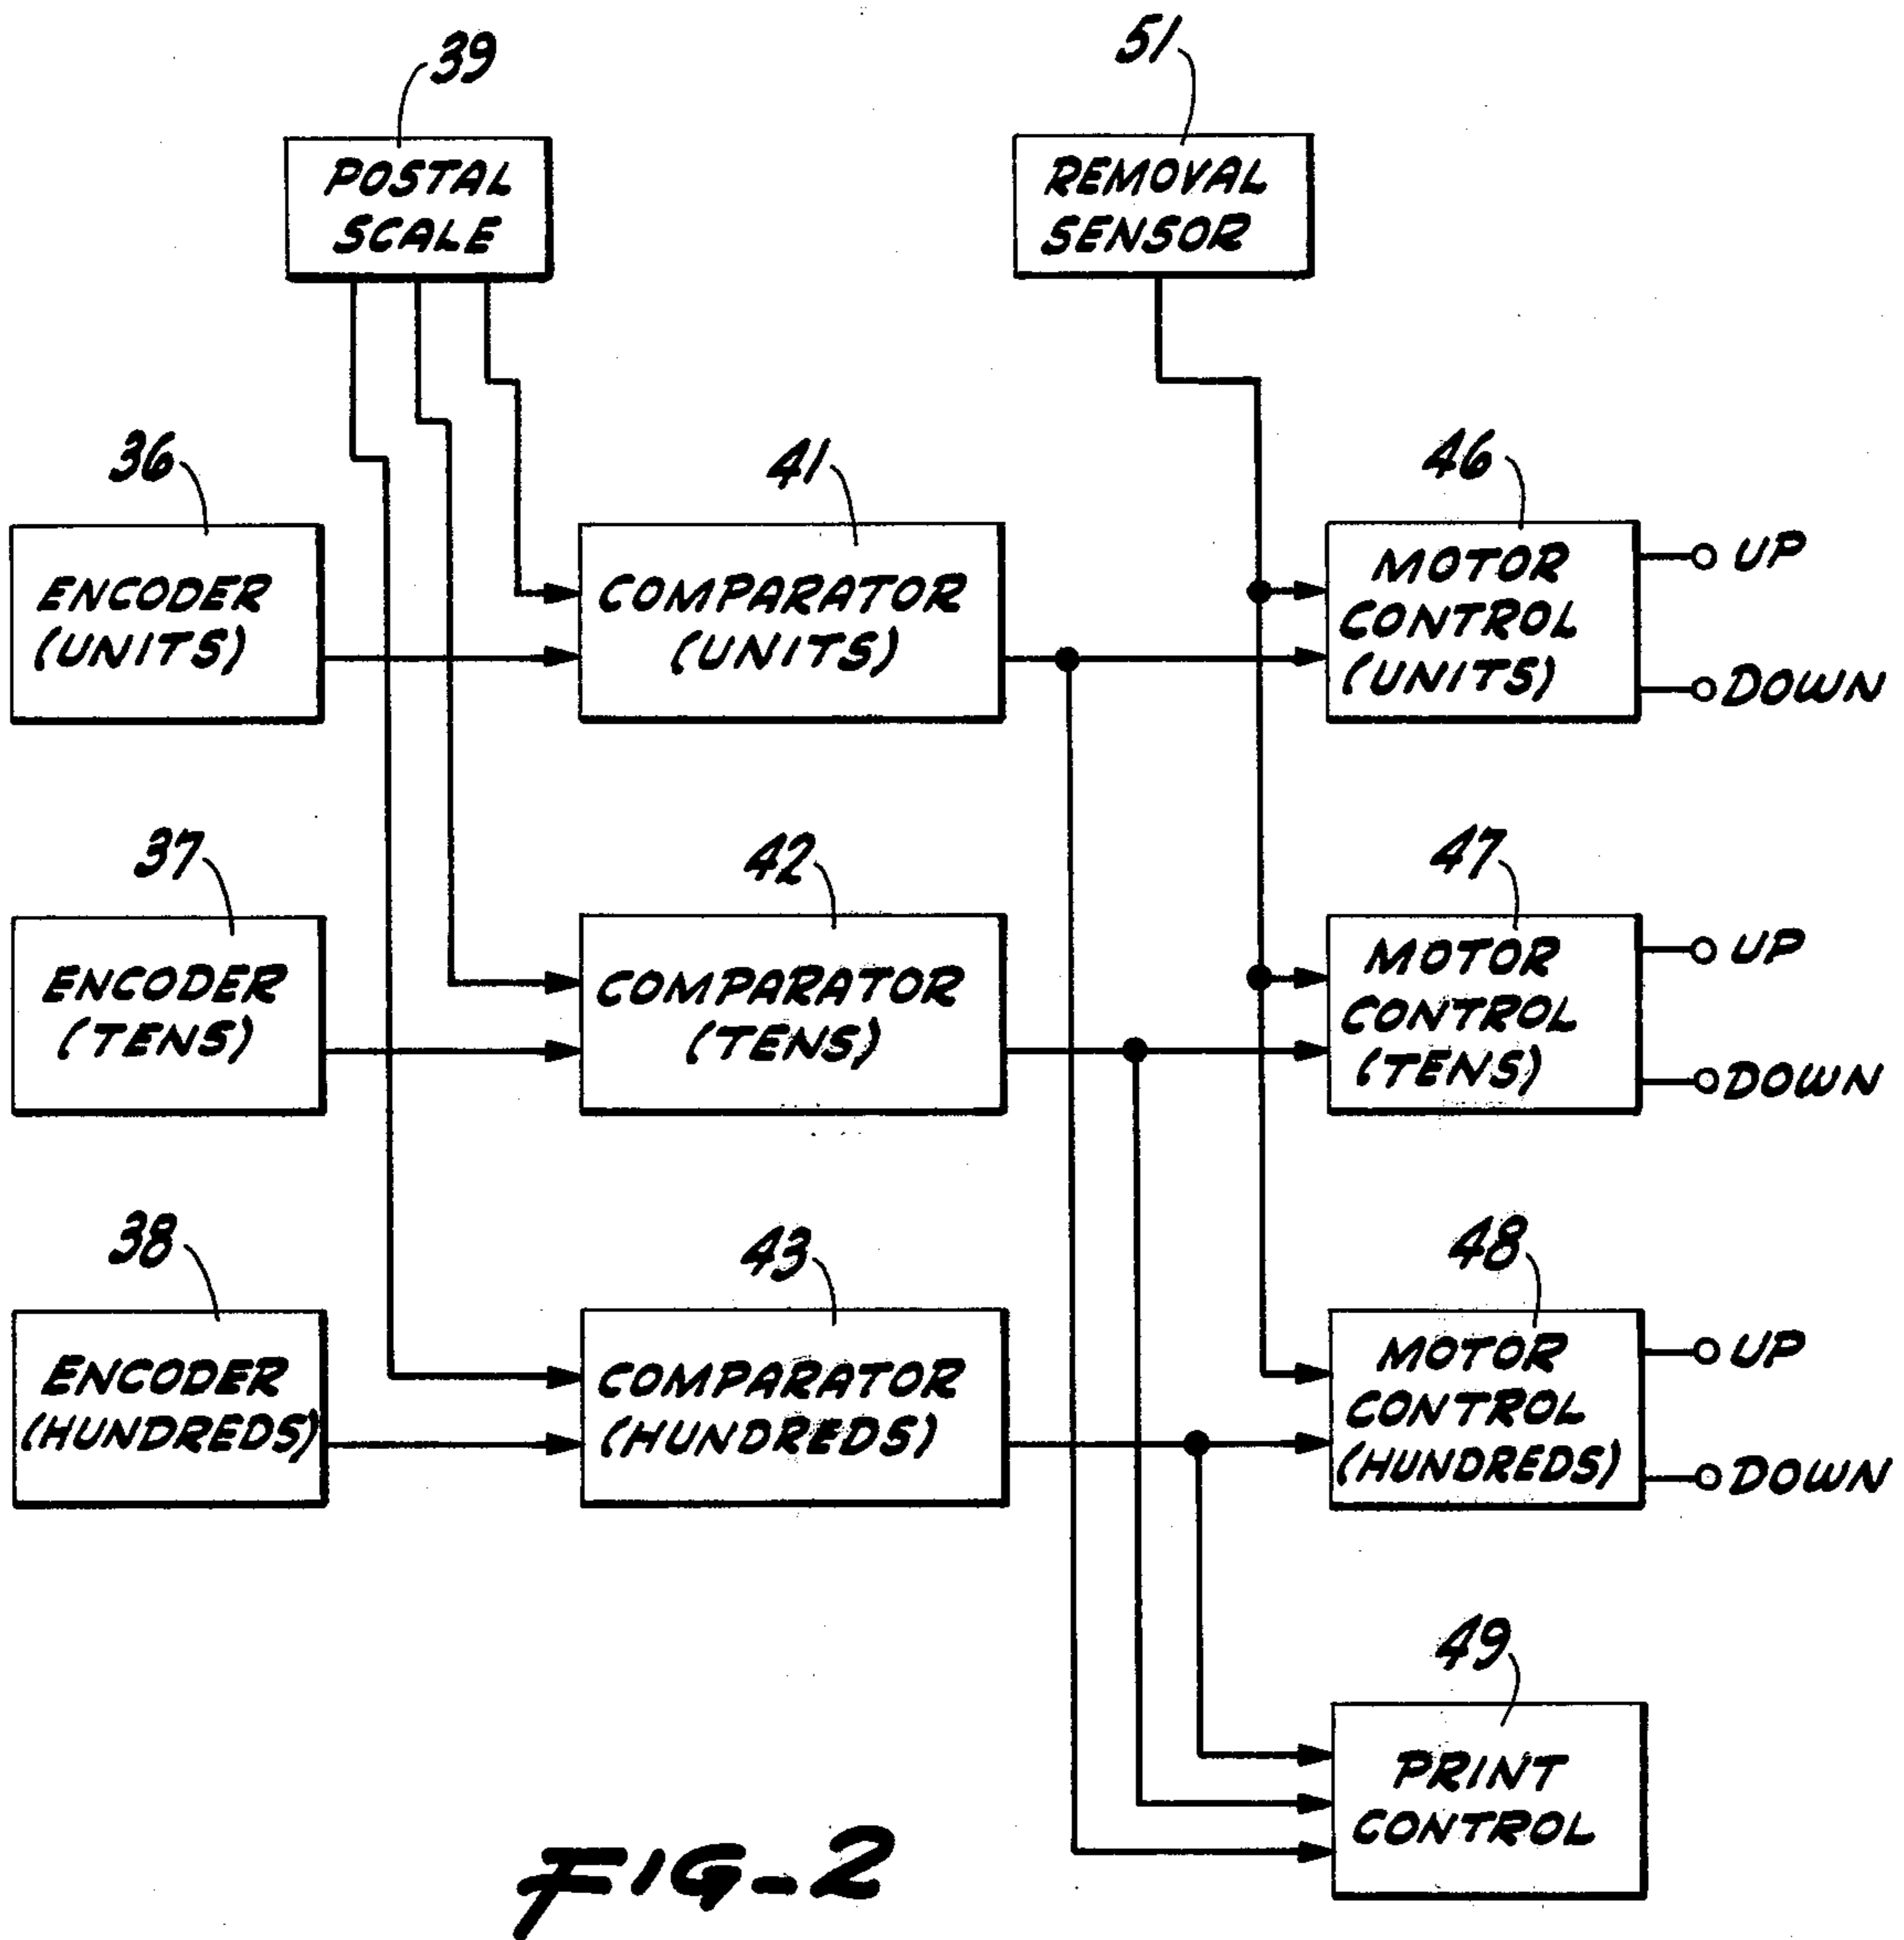 39
51
POSTAL
SCALE
REMOVAL
SENSOR
36
41
46
ENCODER
(UNITS)
COMPARATOR
(UNITS)
MOTOR
CONTROL
(UNITS)
UP
DOWN
37
42
47
ENCODER
(TENS)
COMPARATOR
(TENS)
MOTOR
CONTROL
(TENS)
UP
DOWN
38
43
48
ENCODER
(HUNDREDS)
COMPARATOR
(HUNDREDS)
MOTOR
CONTROL
(HUNDREDS)
UP
DOWN
49
PRINT
CONTROL
FIG-2